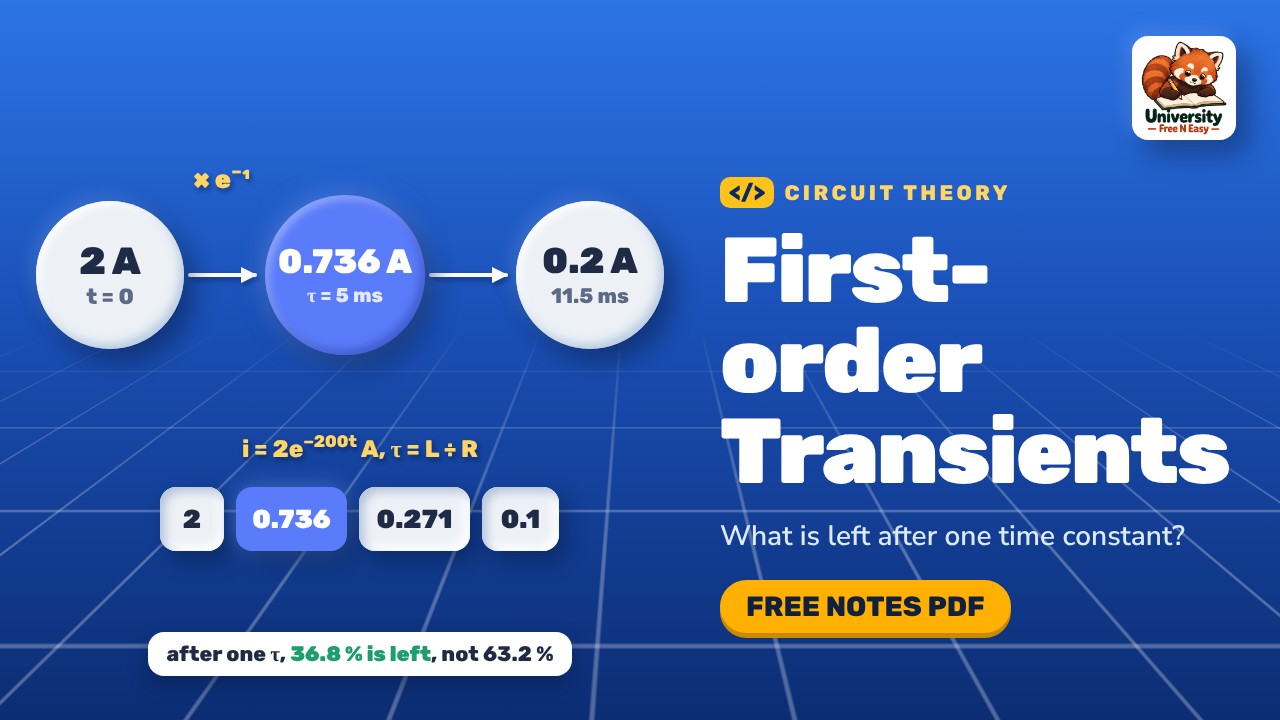 × e⁻¹
2 A
t = 0
0.736 A
τ = 5 ms
0.2 A
11.5 ms
i = 2e⁻²⁰⁰ᵗ A, τ = L ÷ R
2
0.736
0.271
0.1
after one τ, 36.8 % is left, not 63.2 %
University
Free N Easy
</> CIRCUIT THEORY
First-
order
Transients
What is left after one time constant?
FREE NOTES PDF